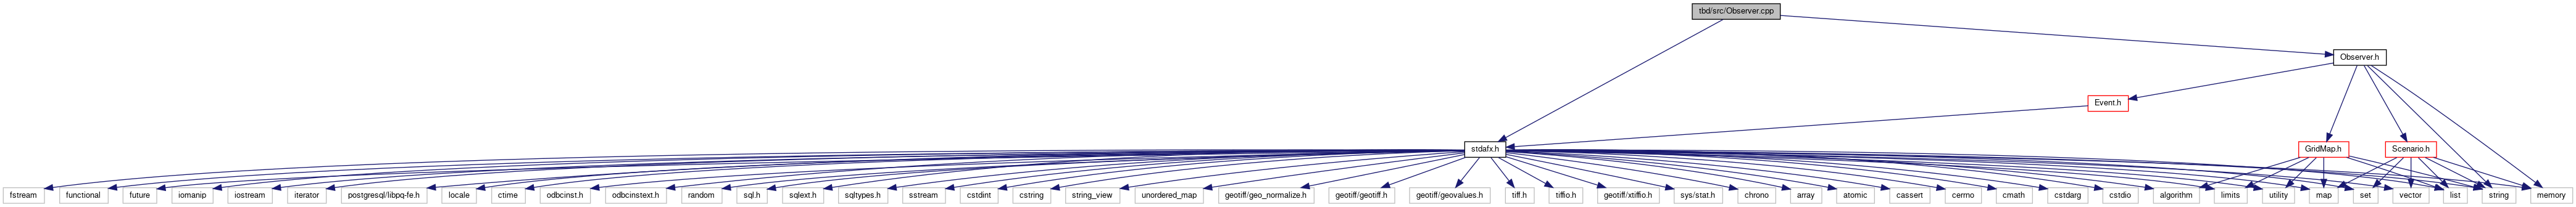 tbd/src/Observer.cpp
Observer.h
Event.h
stdafx.h
GridMap.h
Scenario.h
fstream
functional
future
iomanip
iostream
iterator
postgresql/libpq-fe.h
locale
ctime
odbcinst.h
odbcinstext.h
random
sql.h
sqlext.h
sqltypes.h
sstream
cstdint
cstring
string_view
unordered_map
geotiff/geo_normalize.h
geotiff/geotiff.h
geotiff/geovalues.h
tiff.h
tiffio.h
geotiff/xtiffio.h
sys/stat.h
chrono
array
atomic
cassert
cerrno
cmath
cstdarg
cstdio
algorithm
limits
utility
map
set
vector
list
string
memory